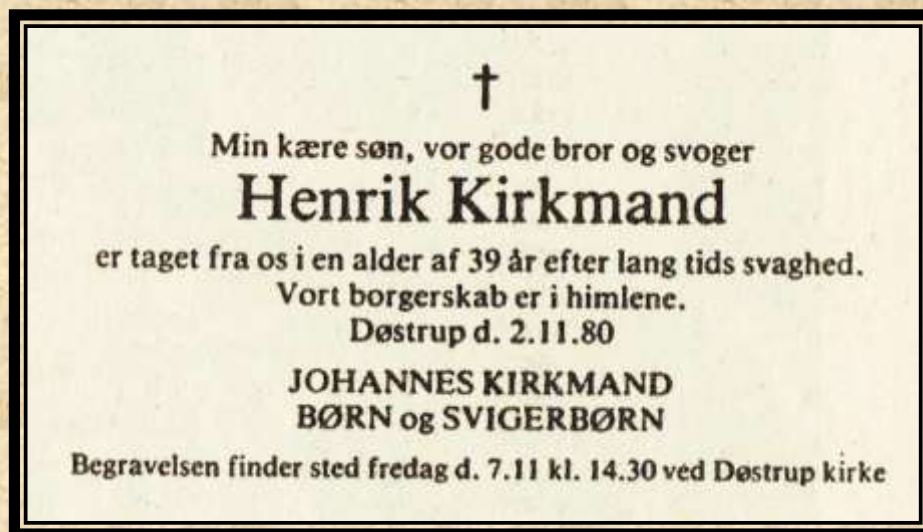 †
Min kære søn, vor gode bror og svoger
Henrik Kirkmand
er taget fra os i en alder af 39 år efter lang tids svaghed.
Vort borgerskab er i himlene.
Døstrup d. 2.11.80
JOHANNES KIRKMAND
BØRN og SVIGERBØRN
Begravelsen finder sted fredag d. 7.11 kl. 14.30 ved Døstrup kirke